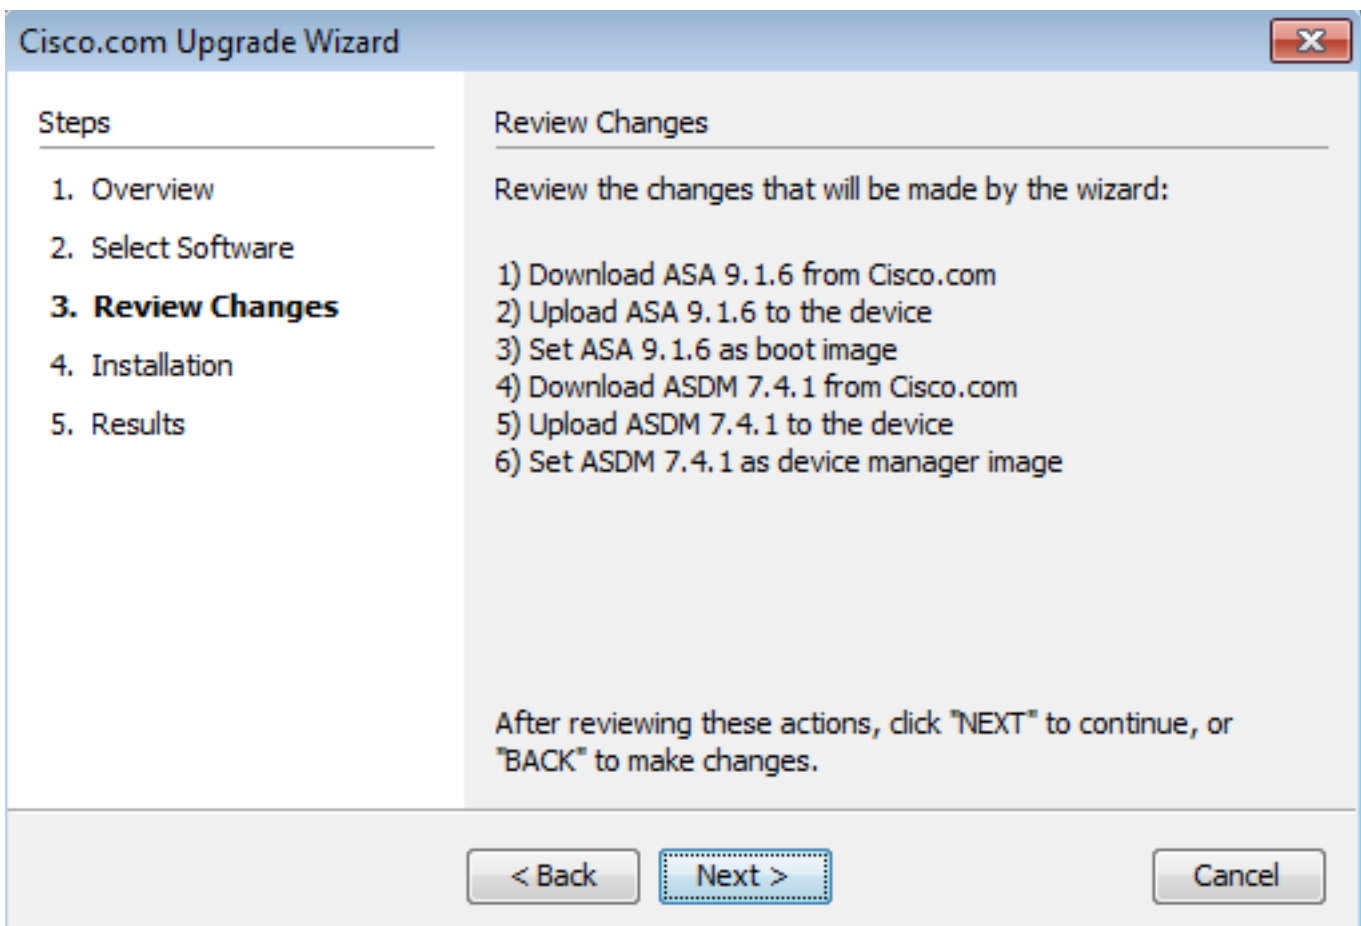 Cisco.com Upgrade Wizard
Steps
1. Overview
2. Select Software
3. Review Changes
4. Installation
5. Results
Review Changes
Review the changes that will be made by the wizard:
1) Download ASA 9.1.6 from Cisco.com
2) Upload ASA 9.1.6 to the device
3) Set ASA 9.1.6 as boot image
4) Download ASDM 7.4.1 from Cisco.com
5) Upload ASDM 7.4.1 to the device
6) Set ASDM 7.4.1 as device manager image
After reviewing these actions, click "NEXT" to continue, or
"BACK" to make changes.
< Back
Next >
Cancel